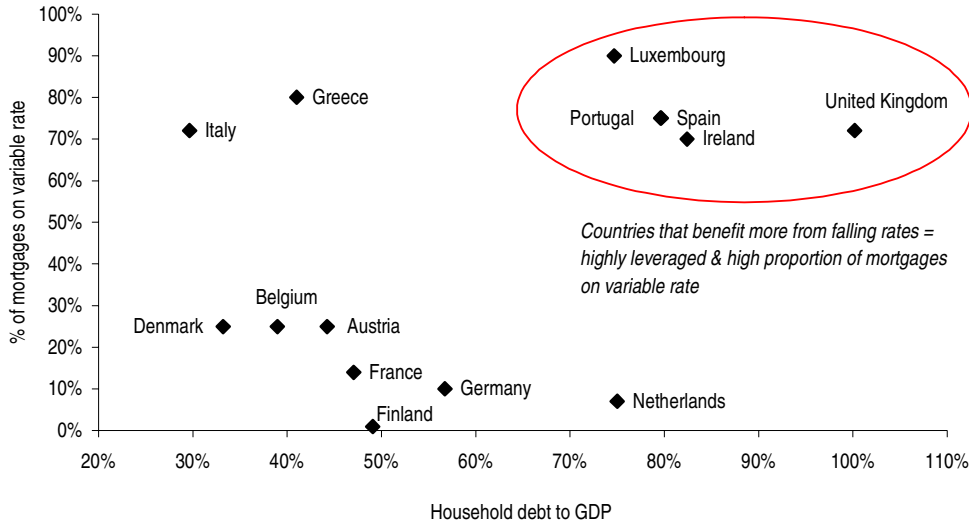 100%
90%
80%
70%
60%
50%
40%
30%
20%
10%
0%
% of mortgages on variable rate
Luxembourg
Greece
United Kingdom
Italy
Portugal
Spain
Ireland
Countries that benefit more from falling rates =
highly leveraged & high proportion of mortgages
on variable rate
Belgium
Denmark
Austria
France
Germany
Finland
Netherlands
20% 30% 40% 50% 60% 70% 80% 90% 100% 110%
Household debt to GDP